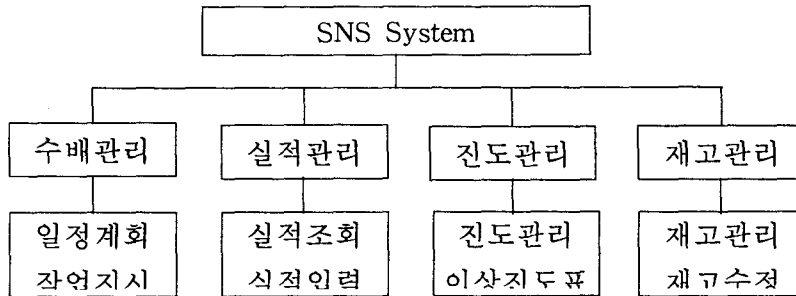 SNS System
수배관리 실적관리 진도관리 재고관리
일정계회 실적조회 진도관리 재고관리
작업지시 실적입력 이상진도표 재고수정